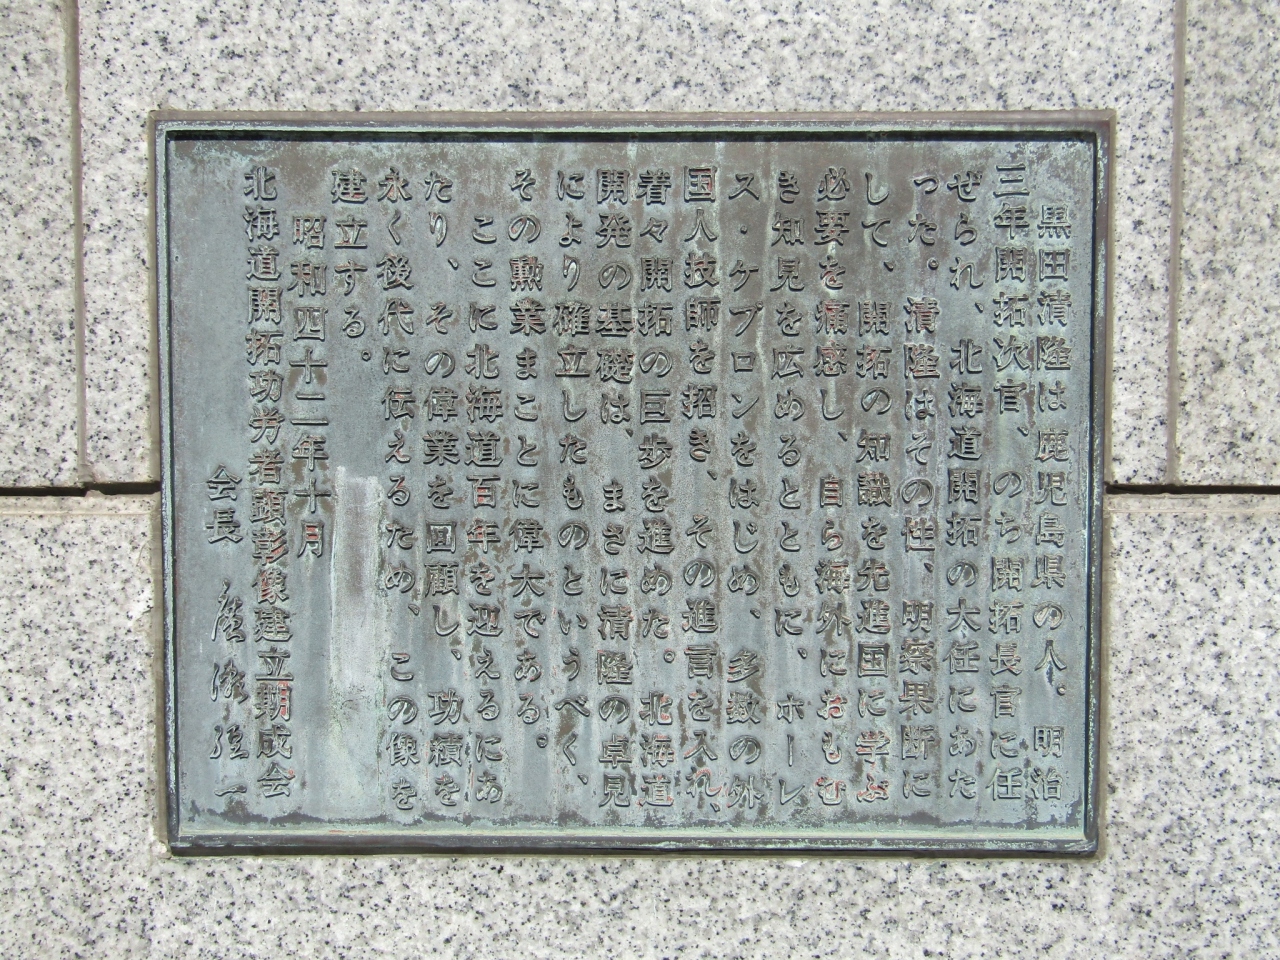 黒田清隆は鹿児島県の人。明治
三年開拓次官、のち開拓長官に任
ぜられ、北海道開拓の大任にあた
った。清隆はその性、明察果断に
して、開拓の知識を先進国に学ぶ
必要を痛感し、自ら海外におもむ
き知見を広めるとともに、ホーレ
ス・ケプロンをはじめ、多数の外
国人技師を招き、その進言を入れ、
着々開拓の巨歩を進めた。北海道
開発の基礎は、まさに清隆の卓見
により確立したものというべく、
その勲業まことに偉大である。
ここに北海道百年を迎えるにあ
たり、その偉業を回顧し、功績を
永く後代に伝えるため、この像を
建立する。
昭和四十二年十月
北海道開拓功労者顕彰像建立期成会
会長